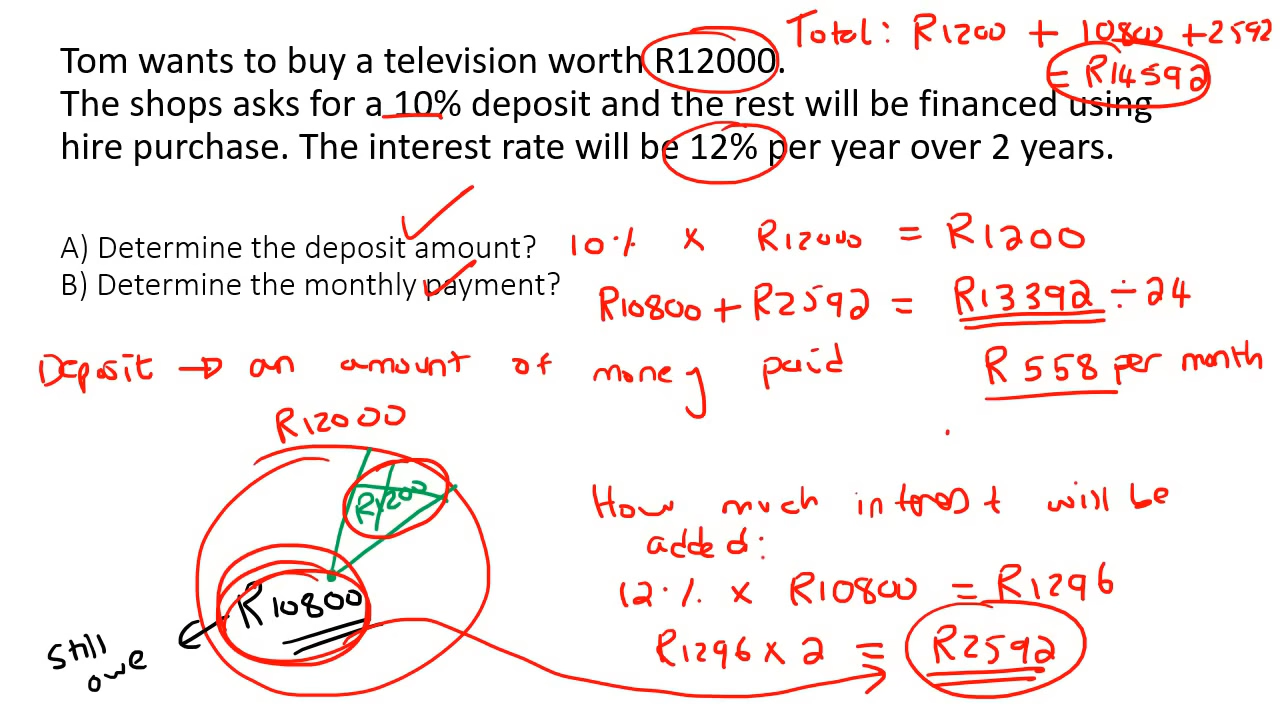 Total: R1200 + 10800 + 2592
= R14592
Tom wants to buy a television worth R12000.
The shops asks for a 10% deposit and the rest will be financed using
hire purchase. The interest rate will be 12% per year over 2 years.
A) Determine the deposit amount?
10% x R12000 = R1200
B) Determine the monthly payment?
R10800 + R2592 = R13392 ÷ 24
R558 per month
Deposit → an amount of money paid
R12000
R1200
R10800
Still
owe
How much interest will be
added:
12% x R10800 = R1296
R1296 x 2 = R2592